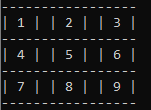 -------------
| 1 | | 2 | | 3 |
-------------
| 4 | | 5 | | 6 |
-------------
| 7 | | 8 | | 9 |
-------------